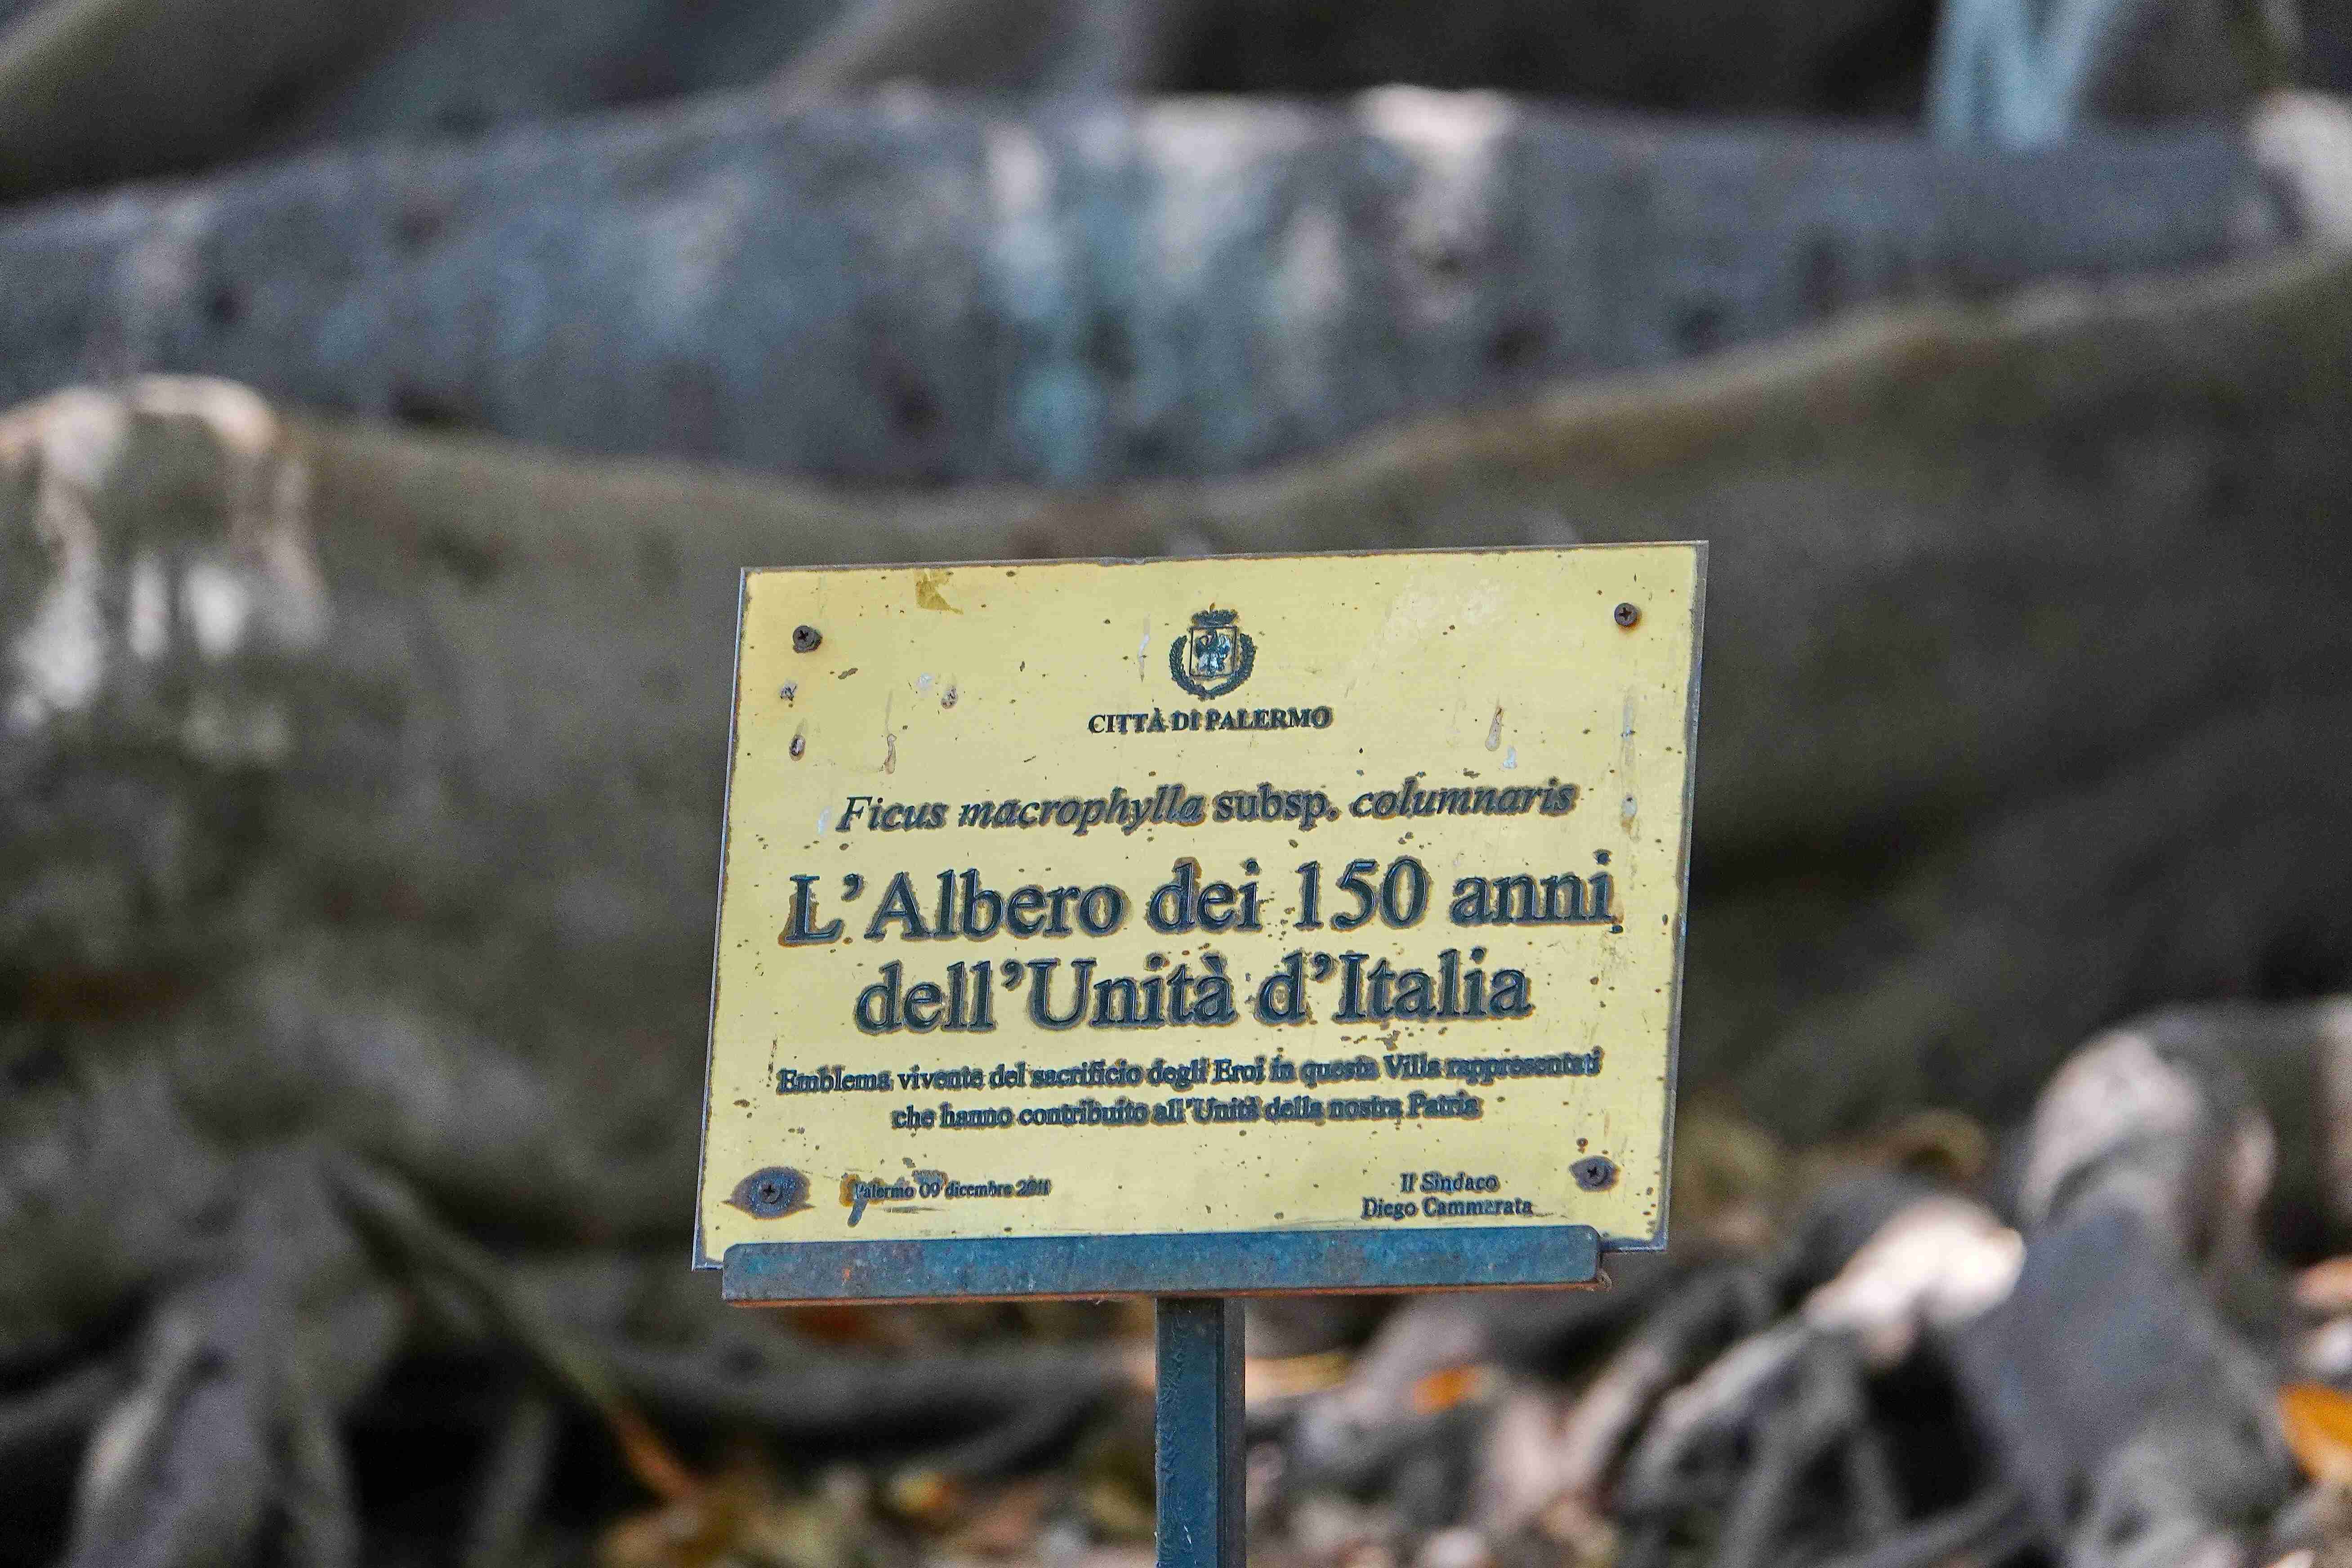 CITTÀ DI PALERMO
Ficus macrophylla subsp. columnaris
L'Albero dei 150 anni
dell'Unità d'Italia
Emblema vivente del sacrificio degli Eroi in questa Villa rappresentati
che hanno contribuito all'Unità della nostra Patria
Palermo 09 dicembre 2011
Il Sindaco
Diego Cammarata